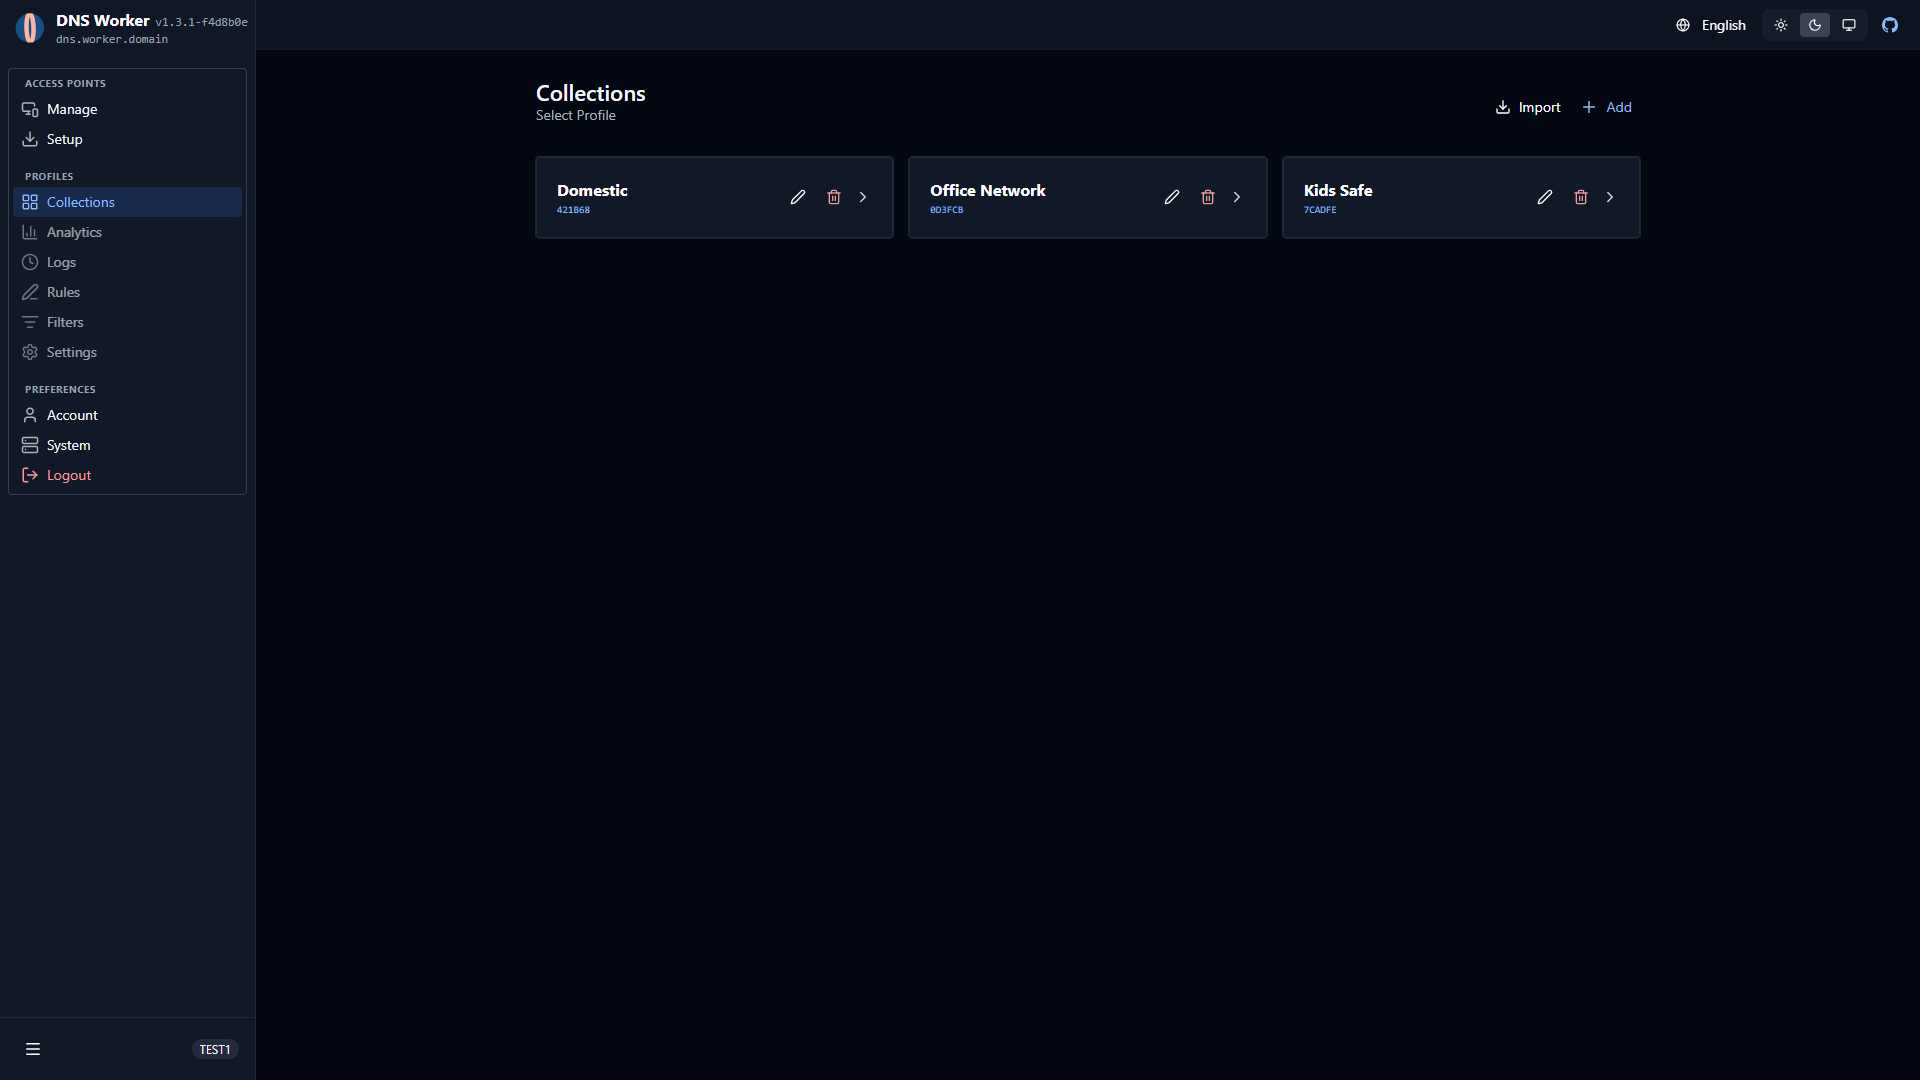 DNS Worker v1.3.1-f4d8b0e
dns.worker.domain
English
ACCESS POINTS
Manage
Setup
PROFILES
Collections
Analytics
Logs
Rules
Filters
Settings
PREFERENCES
Account
System
Logout
TEST1
Collections
Select Profile
Import
Add
Domestic
421B68
Office Network
0D3FCB
Kids Safe
7CADFE